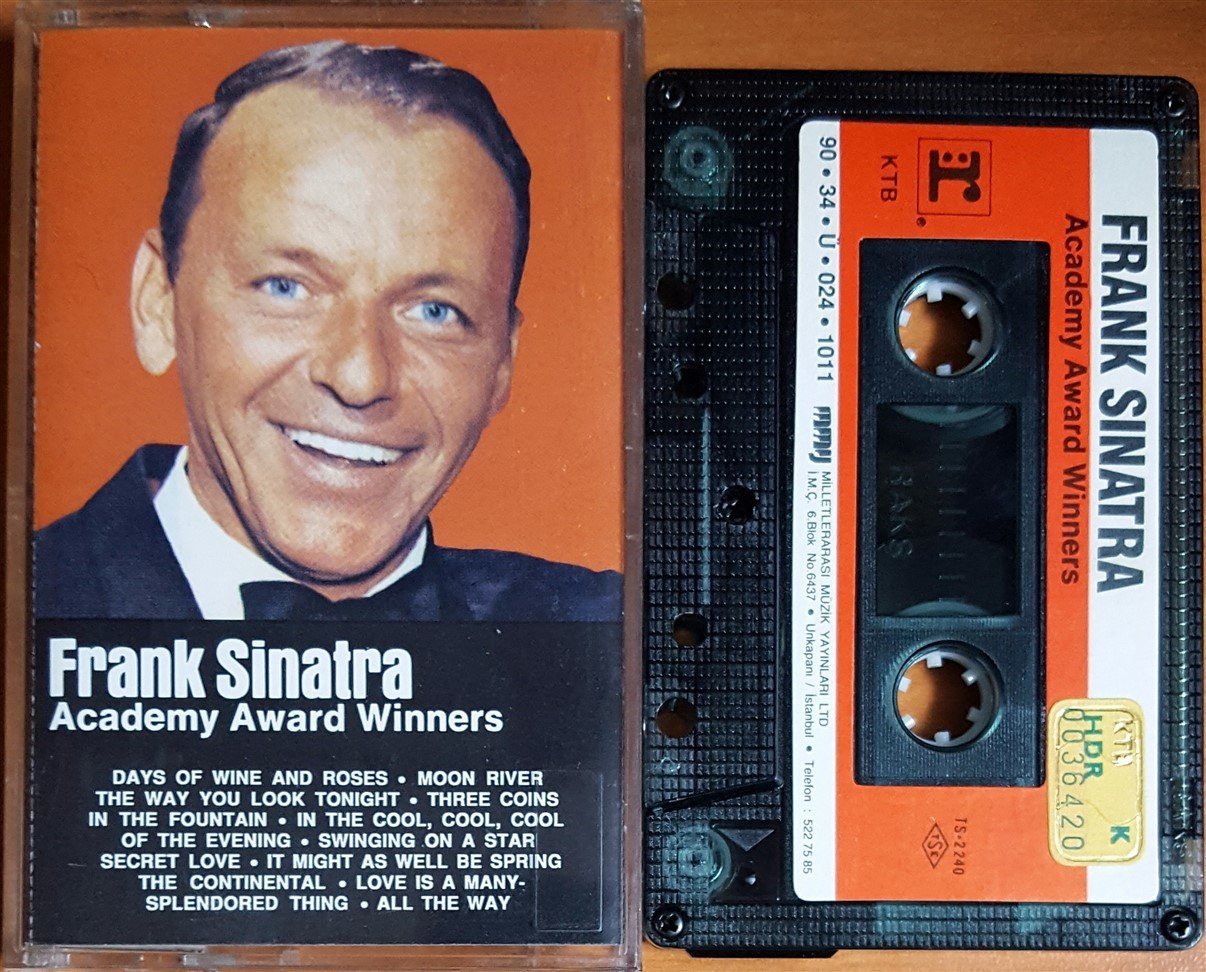 Frank Sinatra
Academy Award Winners
DAYS OF WINE AND ROSES • MOON RIVER
THE WAY YOU LOOK TONIGHT • THREE COINS
IN THE FOUNTAIN • IN THE COOL, COOL, COOL
OF THE EVENING • SWINGING ON A STAR
SECRET LOVE • IT MIGHT AS WELL BE SPRING
THE CONTINENTAL • LOVE IS A MANY-
SPLENDORED THING • ALL THE WAY
FRANK SINATRA
Academy Award Winners
r ®
KTB
90 • 34 • U • 024 • 1011
MİLLETLERARASI MÜZİK YAYINLARI LTD
İ.M.Ç. 6.Blok No 6437 • Unkapanı / İstanbul • Telefon : 522 75 85
RAKS
TS-2240
TSE
K
HDR
0036420